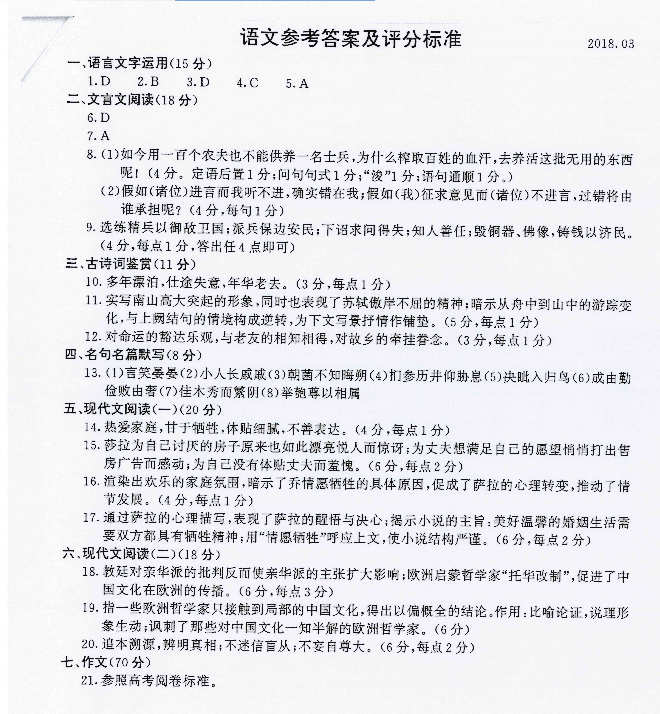 语文参考答案及评分标准
2018.03
一、语言文字运用(15分)
1.D 2.B 3.D 4.C 5.A
二、文言文阅读(18分)
6.D
7.A
8.(1)如今用一百个农夫也不能供养一名士兵,为什么榨取百姓的血汗,去养活这批无用的东西
呢!(4分。定语后置1分;问句句式1分;“浚”1分;语句通顺1分。)
(2)假如(诸位)进言而我听不进,确实错在我;假如(我)征求意见而(诸位)不进言,过错将由
谁承担呢?(4分,每句1分)
9.选练精兵以御敌卫国;派兵保边安民;下诏求问得失;知人善任;毁铜器、佛像,铸钱以济民。
(4分,每点1分,答出任4点即可)
三、古诗词鉴赏(11分)
10.多年漂泊,仕途失意,年华老去。(3分,每点1分)
11.实写南山高大突起的形象,同时也表现了苏轼傲岸不屈的精神;暗示从舟中到山中的游踪变
化,与上阕结句的情境构成逆转,为下文写景抒情作铺垫。(5分,每点1分)
12.对命运的豁达乐观,与老友的相知相得,对故乡的牵挂眷念。(3分,每点1分)
四、名句名篇默写(8分)
13.(1)言笑晏晏(2)小人长戚戚(3)朝菌不知晦朔(4)扪参历井仰胁息(5)决眦入归鸟(6)成由勤
俭败由奢(7)佳木秀而繁阴(8)举匏尊以相属
五、现代文阅读(一)(20分)
14.热爱家庭,甘于牺牲,体贴细腻,不善表达。(4分,每点1分)
15.莎拉为自己讨厌的房子原来也如此漂亮悦人而惊讶;为丈夫想满足自己的愿望悄悄打出售
房广告而感动;为自己没有体贴丈夫而羞愧。(6分,每点2分)
16.渲染出欢乐的家庭氛围,暗示了乔情愿牺牲的具体原因,促成了萨拉的心理转变,推动了情
节发展。(4分,每点1分)
17.通过萨拉的心理描写,表现了萨拉的醒悟与决心;揭示小说的主旨:美好温馨的婚姻生活需
要双方都具有牺牲精神;用“情愿牺牲”呼应上文,使小说结构严谨。(6分,每点2分)
六、现代文阅读(二)(18分)
18.教廷对亲华派的批判反而使亲华派的主张扩大影响;欧洲启蒙哲学家“托华改制”,促进了中
国文化在欧洲的传播。(6分,每点3分)
19.指一些欧洲哲学家只接触到局部的中国文化,得出以偏概全的结论。作用:比喻论证,说理形
象生动;讽刺了那些对中国文化一知半解的欧洲哲学家。(6分)
20.追本溯源,辨明真相;不迷信盲从;不妄自尊大。(6分,每点2分)
七、作文(70分)
21.参照高考阅卷标准。